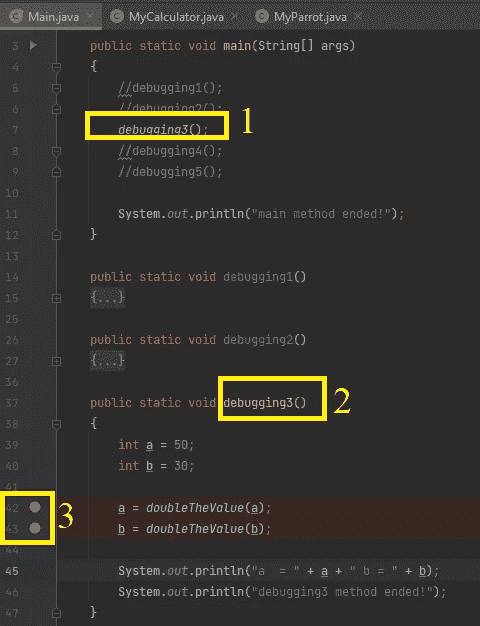 Main.java MyCalculator.java MyParrot.java
3 public static void main(String[] args)
4 {
5 //debugging1();
6 //debugging2();
7 debugging3(); 1
8 //debugging4();
9 //debugging5();
10
11 System.out.println("main method ended!");
12 }
13
14 public static void debugging1()
15 {...}
25
26 public static void debugging2()
27 {...}
36
37 public static void debugging3() 2
38 {
39 int a = 50;
40 int b = 30;
41
42 a = doubleTheValue(a);
43 b = doubleTheValue(b);
3
44
45 System.out.println("a  = " + a + " b = " + b);
46 System.out.println("debugging3 method ended!");
47 }